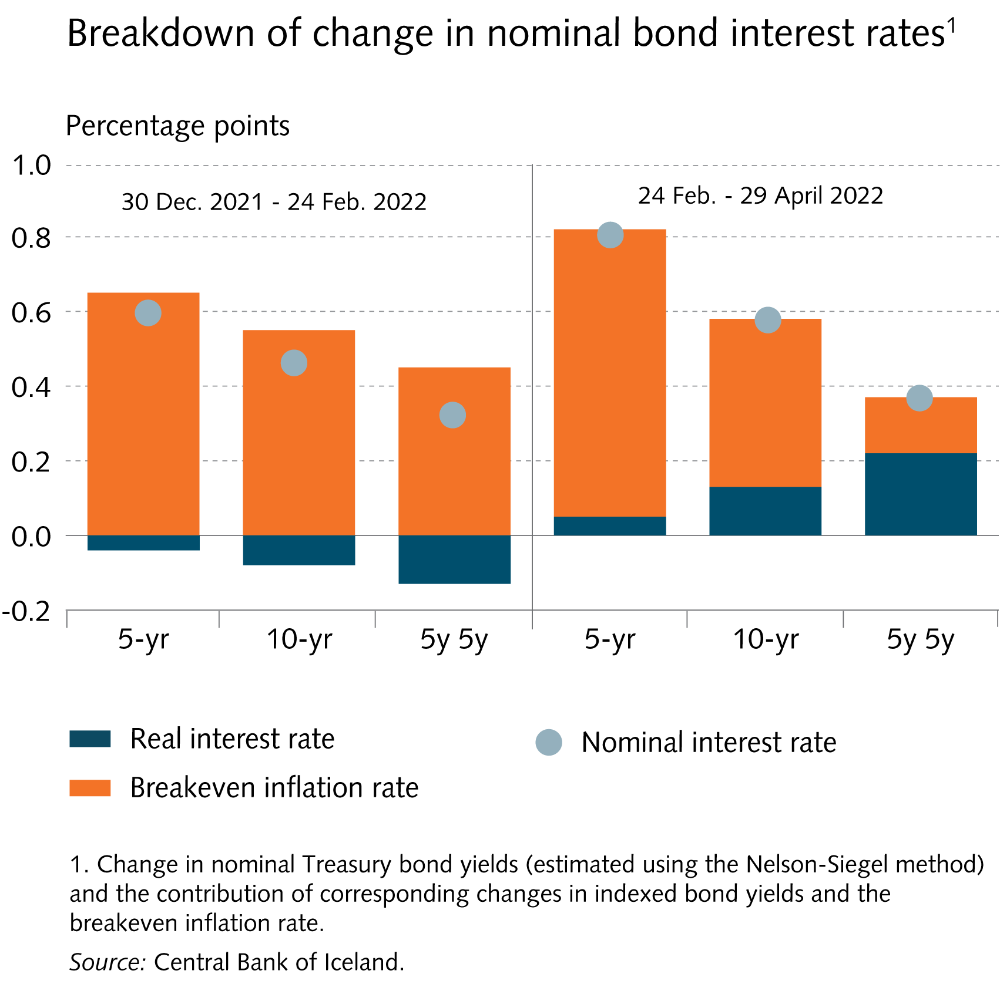 Breakdown of change in nominal bond interest rates¹
Percentage points
1.0
30 Dec. 2021 - 24 Feb. 2022
24 Feb. - 29 April 2022
0.8
0.6
0.4
0.2
0.0
-0.2
5-yr 10-yr 5y 5y 5-yr 10-yr 5y 5y
Real interest rate
Nominal interest rate
Breakeven inflation rate
1. Change in nominal Treasury bond yields (estimated using the Nelson-Siegel method)
and the contribution of corresponding changes in indexed bond yields and the
breakeven inflation rate.
Source: Central Bank of Iceland.